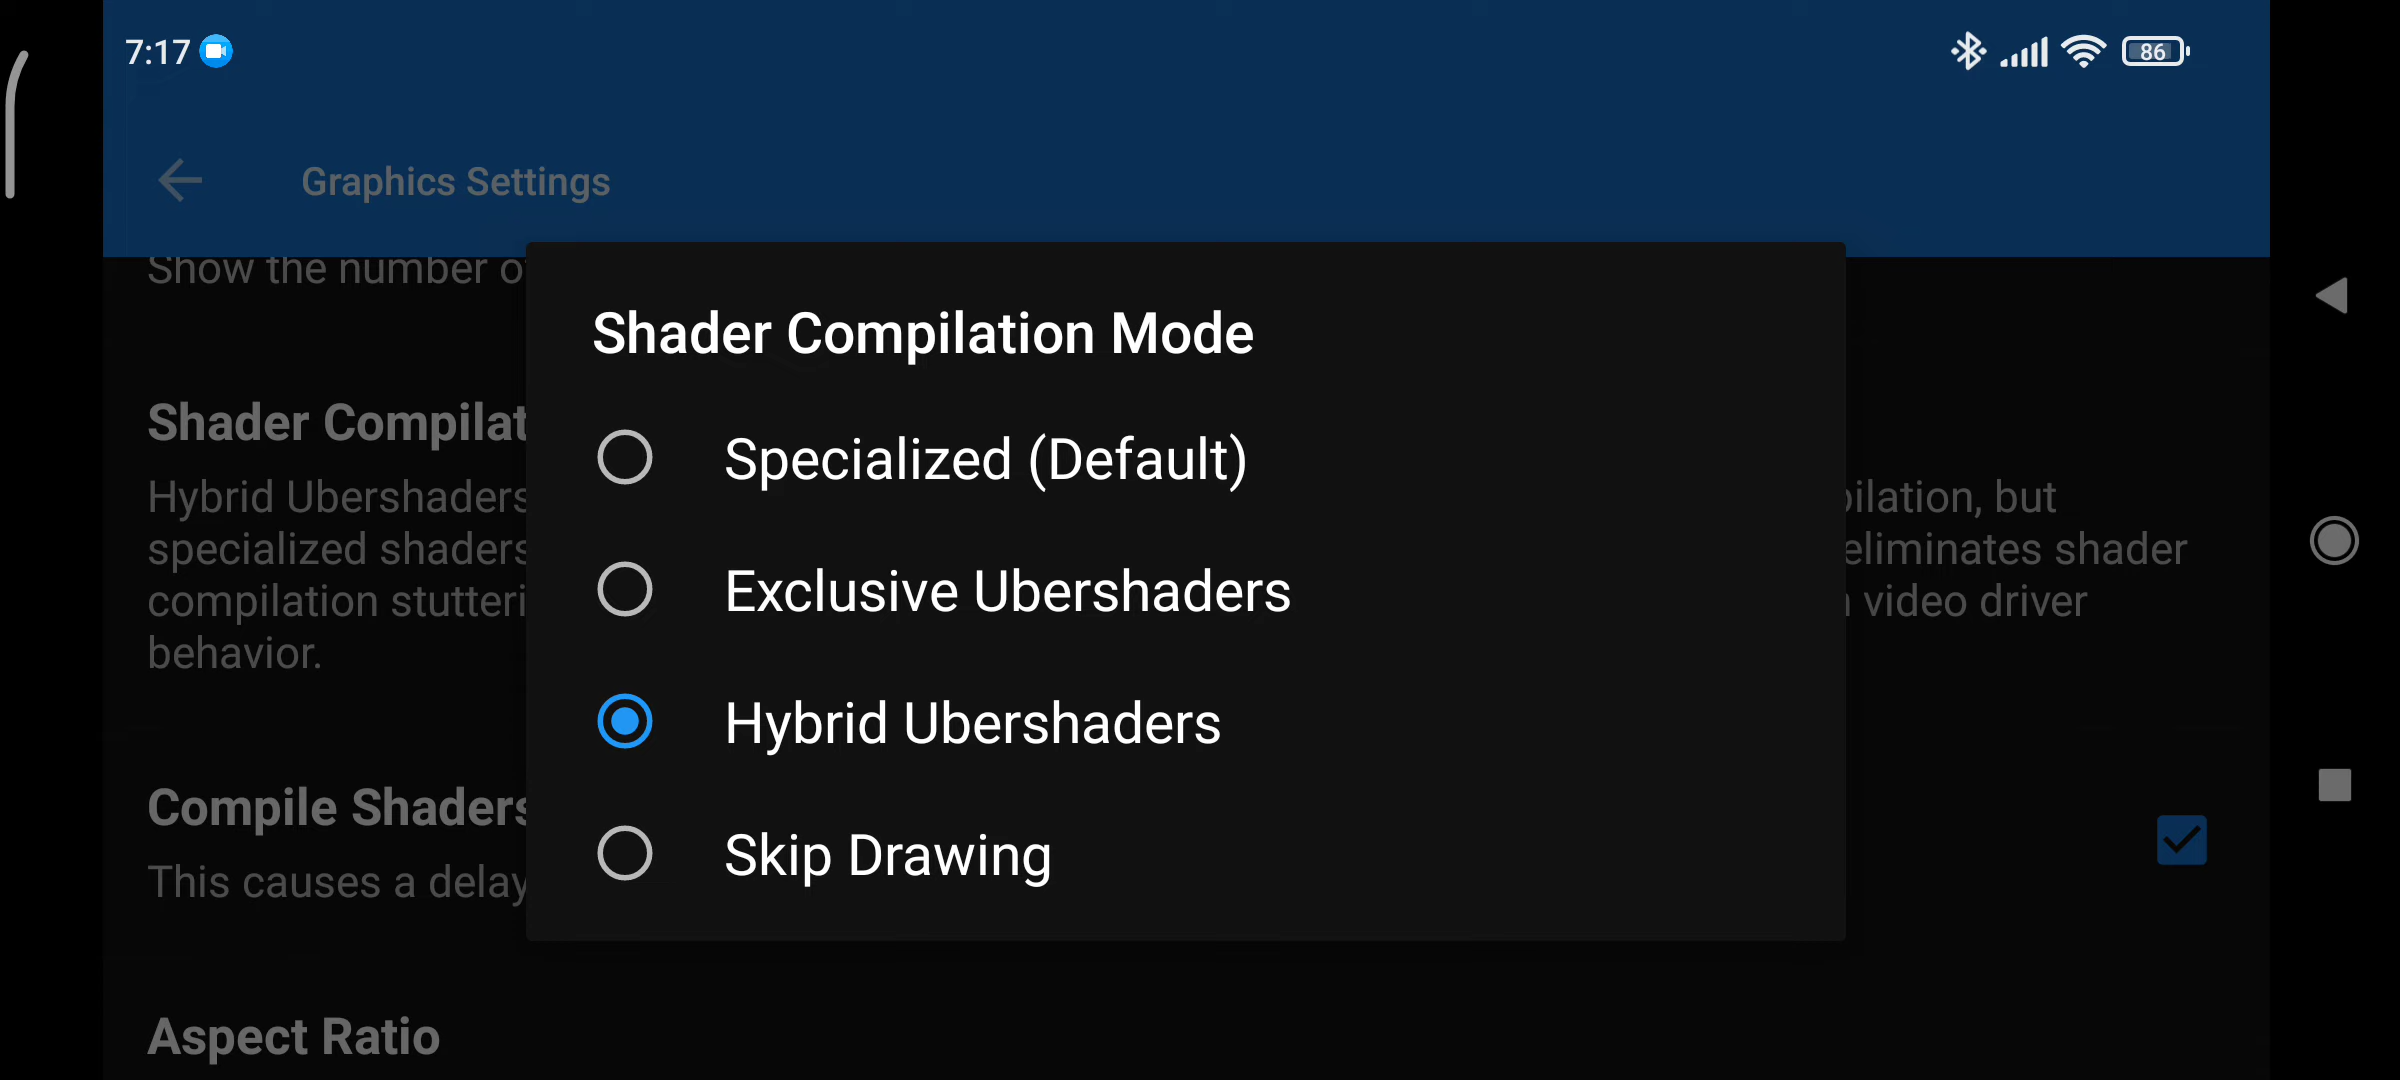 7:17
86
Graphics Settings
Show the number
Shader Compilation Mode
Shader Compilat
Specialized (Default)
Hybrid Ubershaders
ilation, but
specialized shaders
eliminates shader
Exclusive Ubershaders
compilation stutteri
video driver
behavior.
Hybrid Ubershaders
Compile Shaders
Skip Drawing
This causes a delay
Aspect Ratio